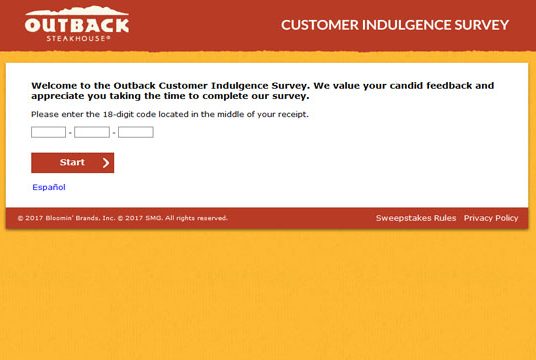 OUTBACK
STEAKHOUSE®
CUSTOMER INDULGENCE SURVEY
Welcome to the Outback Customer Indulgence Survey. We value your candid feedback and
appreciate you taking the time to complete our survey.
Please enter the 18-digit code located in the middle of your receipt.
- -
Start
Español
© 2017 Bloomin' Brands, Inc. © 2017 SMG. All rights reserved.
Sweepstakes Rules Privacy Policy